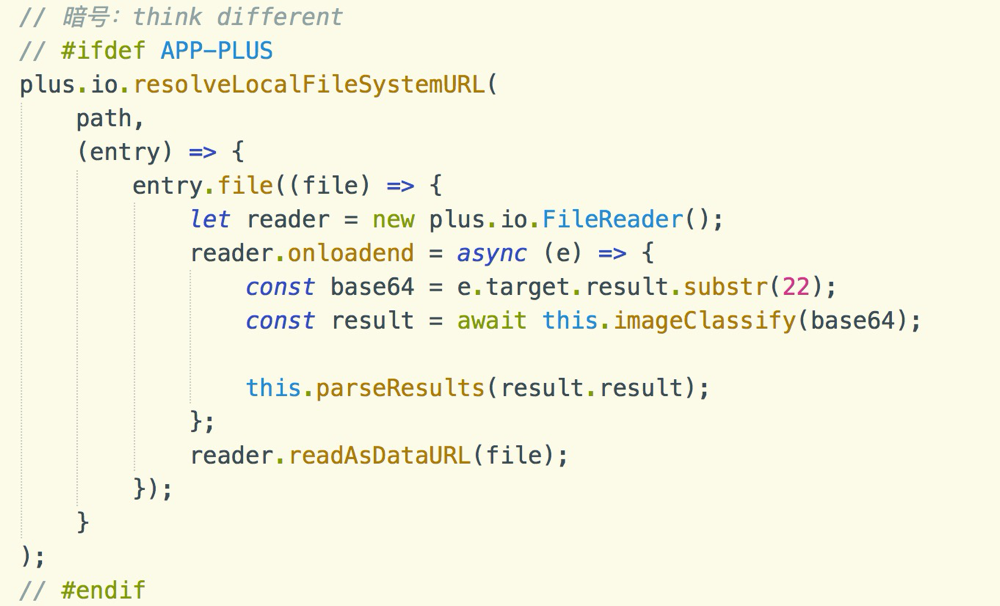 // 暗号：think different
// #ifdef APP-PLUS
plus.io.resolveLocalFileSystemURL(
    path,
    (entry) => {
        entry.file((file) => {
            let reader = new plus.io.FileReader();
            reader.onloadend = async (e) => {
                const base64 = e.target.result.substr(22);
                const result = await this.imageClassify(base64);

                this.parseResults(result.result);
            };
            reader.readAsDataURL(file);
        });
    }
);
// #endif